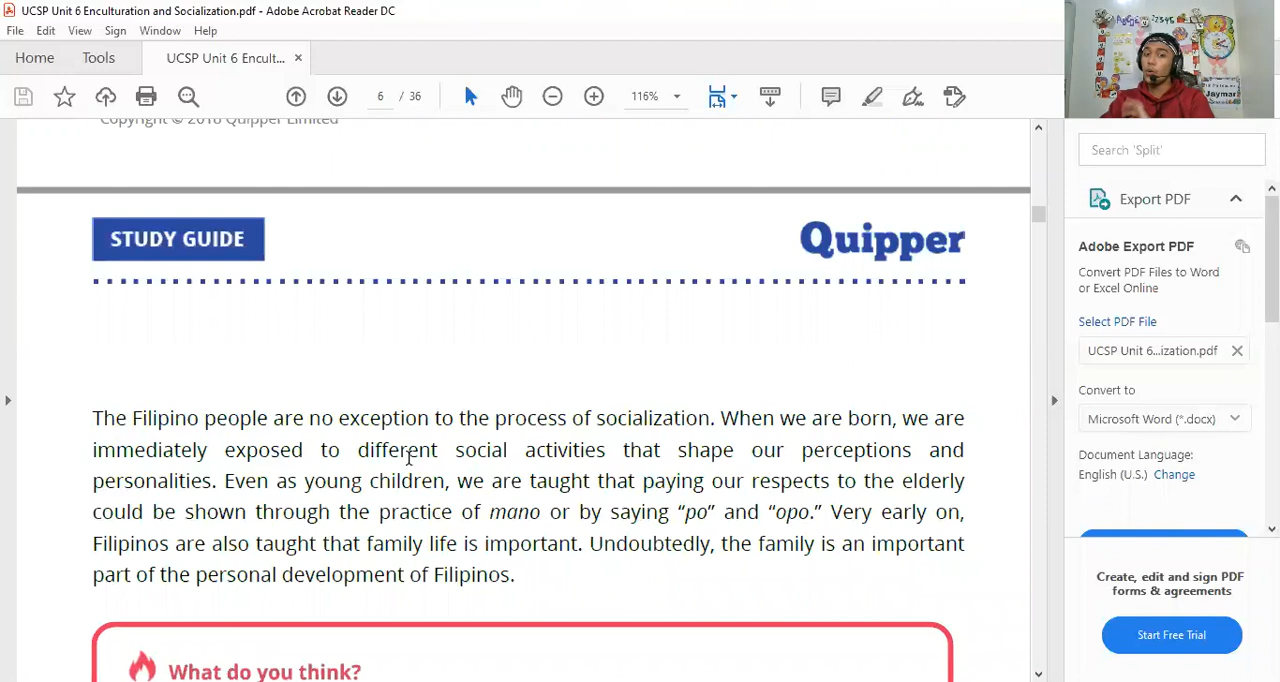 UCSP Unit 6 Enculturation and Socialization.pdf - Adobe Acrobat Reader DC
File Edit View Sign Window Help
Home Tools UCSP Unit 6 Encult... ×
6 / 36 116%
Copyright © 2018 Quipper Limited
STUDY GUIDE Quipper
The Filipino people are no exception to the process of socialization. When we are born, we are
immediately exposed to different social activities that shape our perceptions and
personalities. Even as young children, we are taught that paying our respects to the elderly
could be shown through the practice of mano or by saying “po” and “opo.” Very early on,
Filipinos are also taught that family life is important. Undoubtedly, the family is an important
part of the personal development of Filipinos.
What do you think?
Jaymar
Search 'Split'
Export PDF
Adobe Export PDF
Convert PDF Files to Word
or Excel Online
Select PDF File
UCSP Unit 6...ization.pdf
Convert to
Microsoft Word (*.docx)
Document Language:
English (U.S.) Change
Create, edit and sign PDF
forms & agreements
Start Free Trial